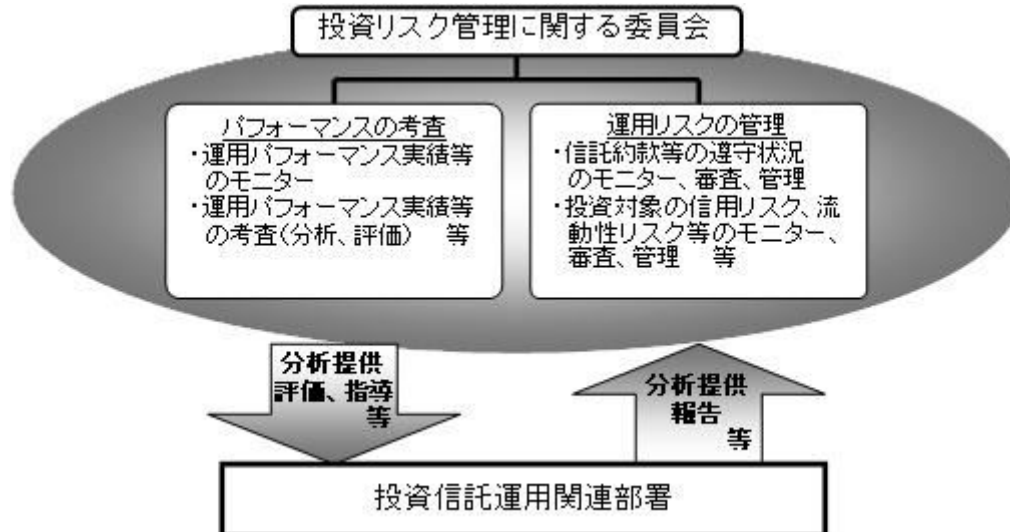 投資リスク管理に関する委員会
パフォーマンスの考査
・運用パフォーマンス実績等
のモニター
・運用パフォーマンス実績等
の考査(分析、評価)　等
運用リスクの管理
・信託約款等の遵守状況
のモニター、審査、管理
・投資対象の信用リスク、流
動性リスク等のモニター、
審査、管理　等
分析提供
評価、指導
等
分析提供
報告
等
投資信託運用関連部署